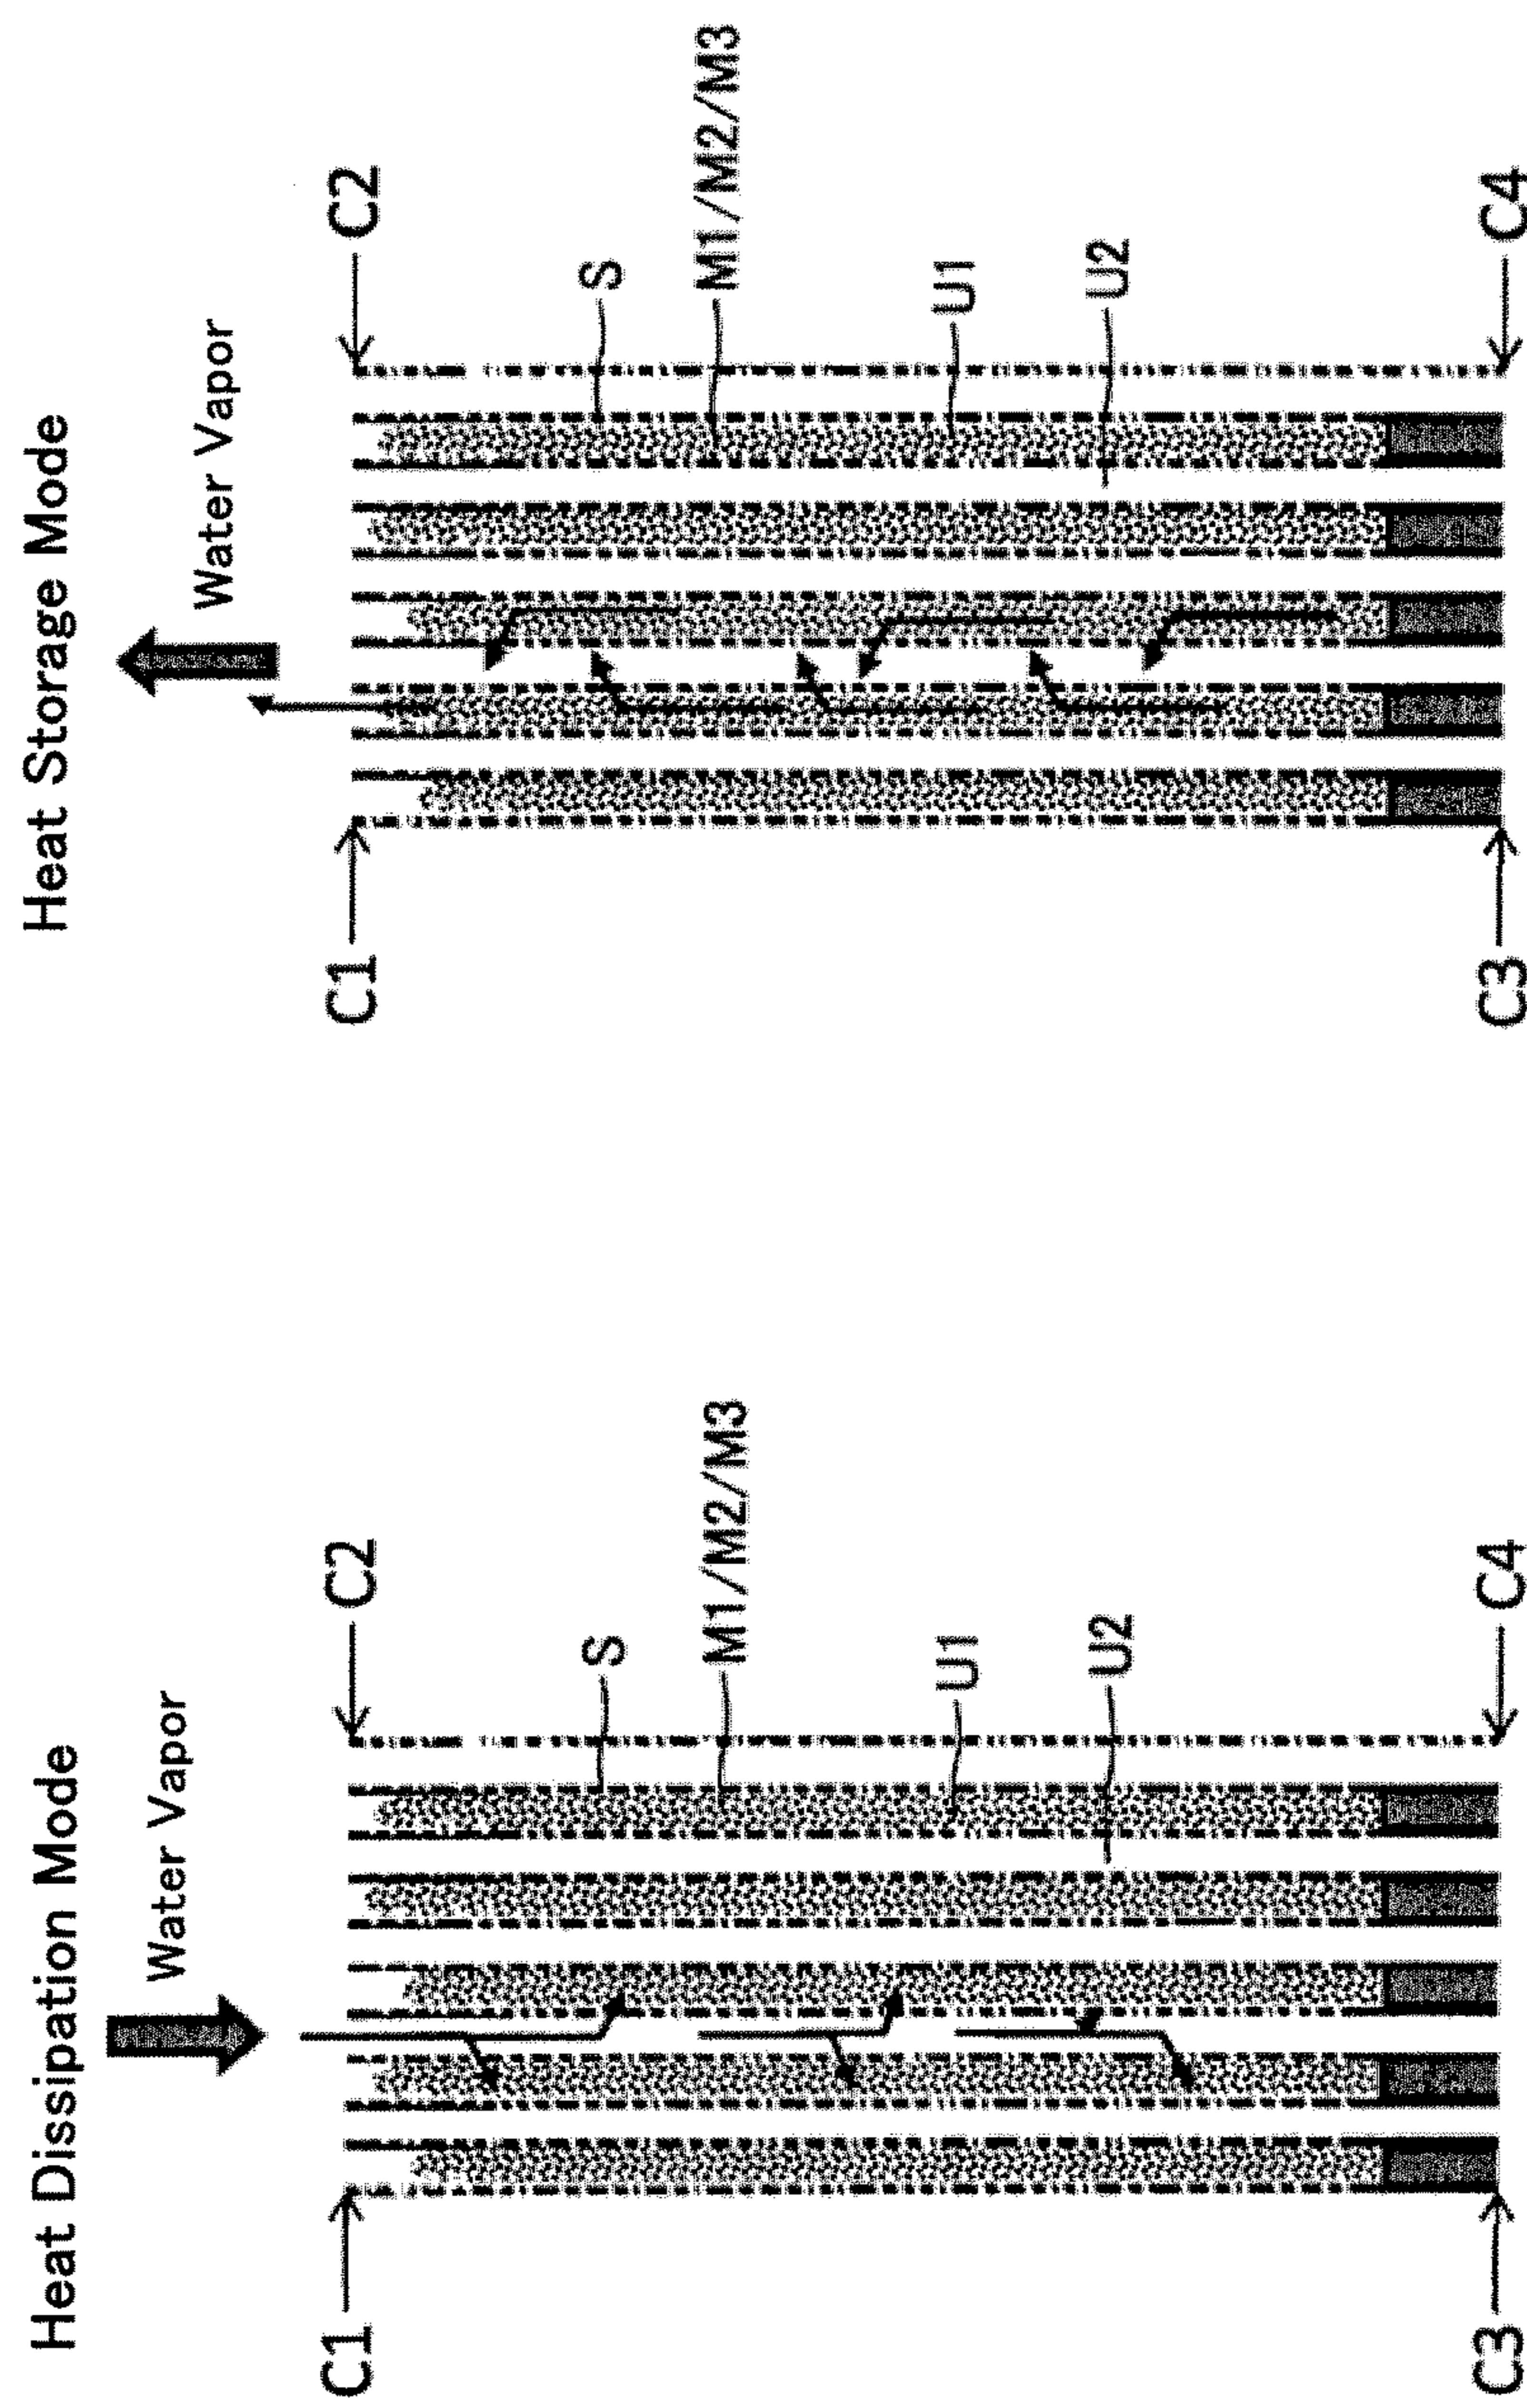 Heat Dissipation Mode
Water Vapor
C1
C2
S
M1/M2/M3
U1
U2
C3
C4
Heat Storage Mode
Water Vapor
C1
C2
S
M1/M2/M3
U1
U2
C3
C4